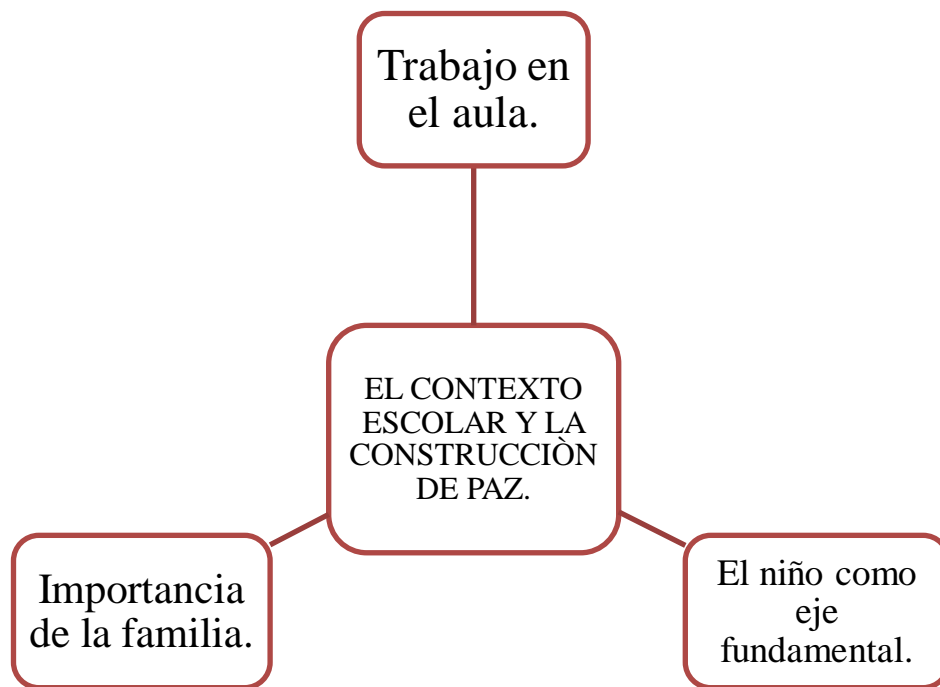 Trabajo en
el aula.
EL CONTEXTO
ESCOLAR Y LA
CONSTRUCCIÒN
DE PAZ.
Importancia
de la familia.
El niño como
eje
fundamental.